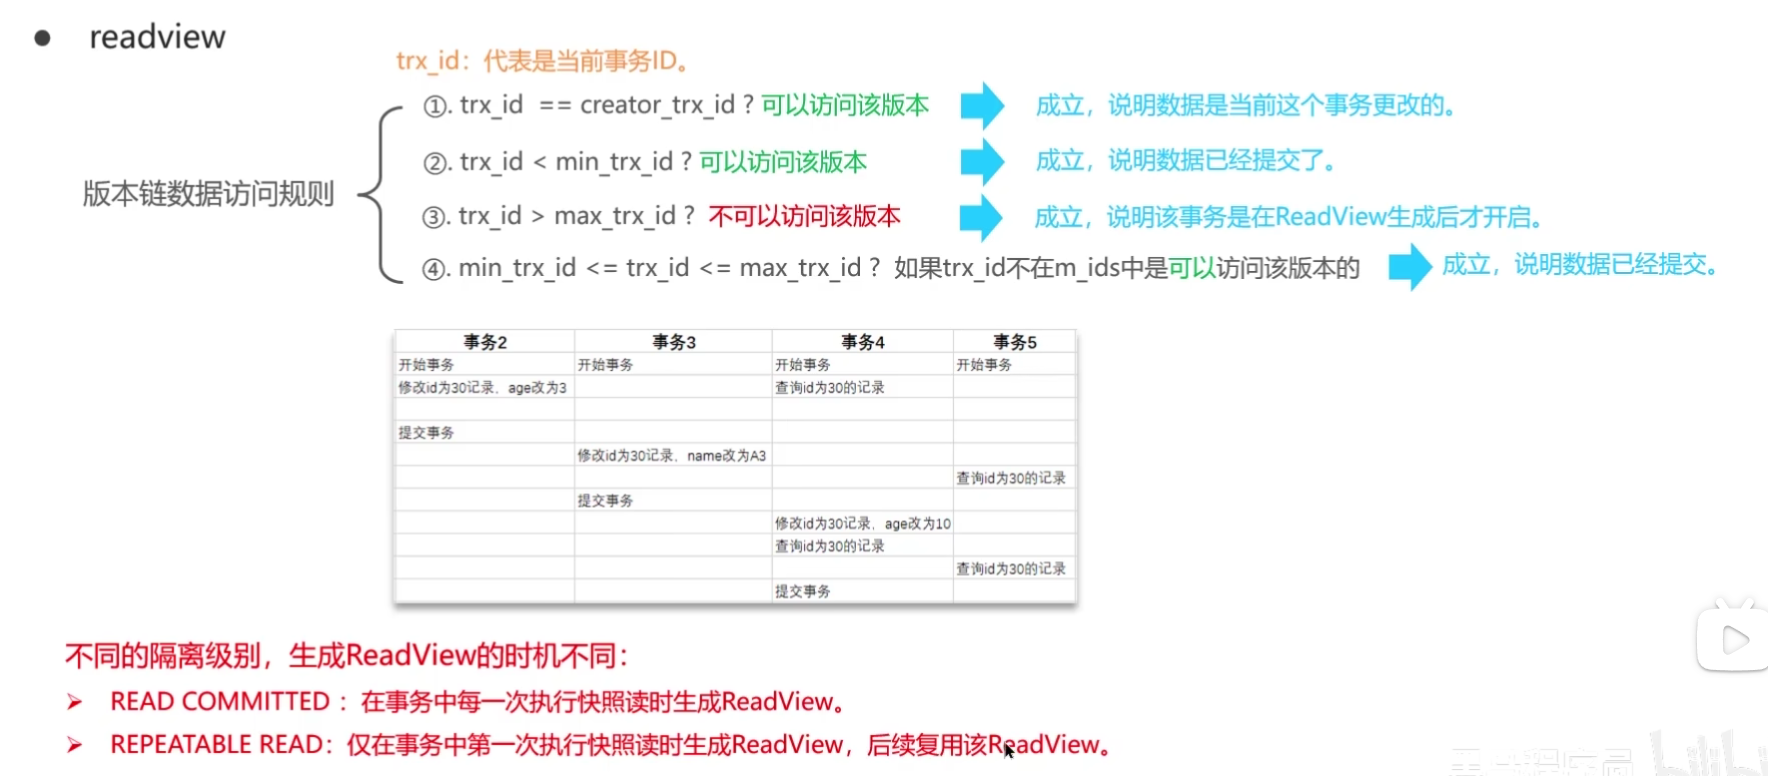 ● readview
trx_id：代表是当前事务ID。
①. trx_id == creator_trx_id ? 可以访问该版本 成立，说明数据是当前这个事务更改的。
②. trx_id < min_trx_id ? 可以访问该版本 成立，说明数据已经提交了。
版本链数据访问规则
③. trx_id > max_trx_id ? 不可以访问该版本 成立，说明该事务是在ReadView生成后才开启。
④. min_trx_id <= trx_id <= max_trx_id ? 如果trx_id不在m_ids中是可以访问该版本的 成立，说明数据已经提交。
事务2 事务3 事务4 事务5
开始事务 开始事务 开始事务 开始事务
修改id为30记录，age改为3 查询id为30的记录
提交事务
修改id为30记录，name改为A3
查询id为30的记录
提交事务
修改id为30记录，age改为10
查询id为30的记录
查询id为30的记录
提交事务
不同的隔离级别，生成ReadView的时机不同：
➢ READ COMMITTED ：在事务中每一次执行快照读时生成ReadView。
➢ REPEATABLE READ：仅在事务中第一次执行快照读时生成ReadView，后续复用该ReadView。